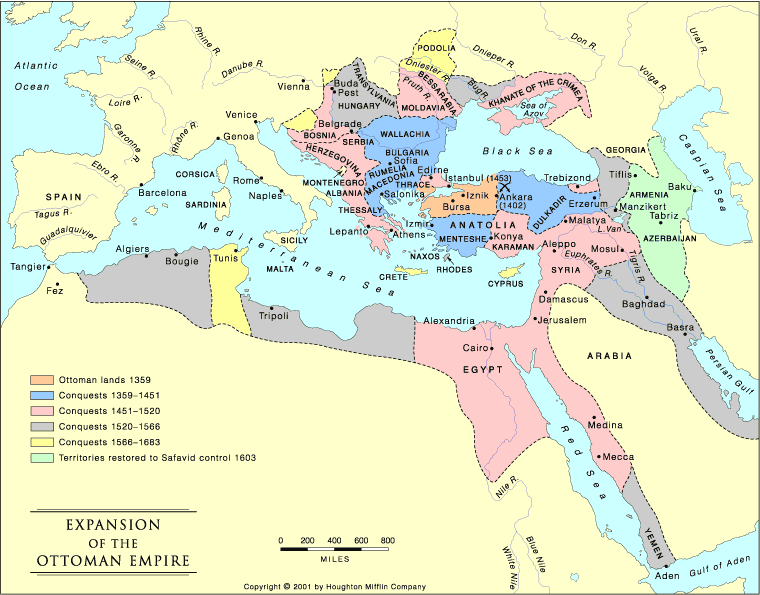 Atlantic
Ocean
Rhine R.
Seine R.
Loire R.
Garonne R.
Rhône R.
Danube R.
Ebro R.
Tagus R.
Guadalquivier
SPAIN
Barcelona
Genoa
Venice
Vienna
CORSICA
SARDINIA
Rome
Naples
SICILY
MALTA
Mediterranean Sea
Tangier
Fez
Algiers
Bougie
Tunis
Tripoli
PODOLIA
Dniester R.
Dnieper R.
Don R.
Volga R.
Ural R.
Buda
Pest
TRANSYLVANIA
HUNGARY
BESSARABIA
Pruth R.
MOLDAVIA
Bug R.
KHANATE OF THE CRIMEA
Sea of
Azov
Belgrade
BOSNIA
SERBIA
HERZEGOVINA
WALLACHIA
BULGARIA
Sofia
RUMELIA
MACEDONIA
MONTENEGRO
ALBANIA
Salonika
THRACE
Edirne
THESSALY
Lepanto
Athens
Black Sea
Istanbul (1453)
Iznik
Bursa
Ankara
(1402)
ANATOLIA
Izmir
MENTESHE
Konya
KARAMAN
DULKADIR
NAXOS
RHODES
CRETE
CYPRUS
Trebizond
Erzerum
Malatya
L. Van
Manzikert
GEORGIA
Tiflis
ARMENIA
Baku
Tabriz
AZERBAIJAN
Caspian Sea
Aleppo
Mosul
Euphrates R.
Tigris R.
SYRIA
Damascus
Jerusalem
Baghdad
Basra
Persian Gulf
ARABIA
Alexandria
Cairo
EGYPT
Medina
Mecca
Red Sea
Nile R.
White Nile
Blue Nile
YEMEN
Aden
Gulf of Aden
Ottoman lands 1359
Conquests 1359–1451
Conquests 1451–1520
Conquests 1520–1566
Conquests 1566–1683
Territories restored to Safavid control 1603
EXPANSION
OF THE
OTTOMAN EMPIRE
0 200 400 600 800
MILES
Copyright © 2001 by Houghton Mifflin Company